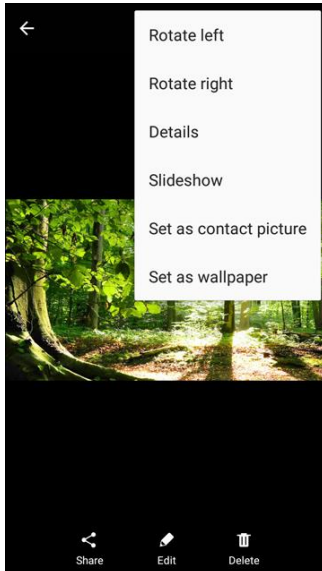 Rotate left
Rotate right
Details
Slideshow
Set as contact picture
Set as wallpaper
Share
Edit
Delete